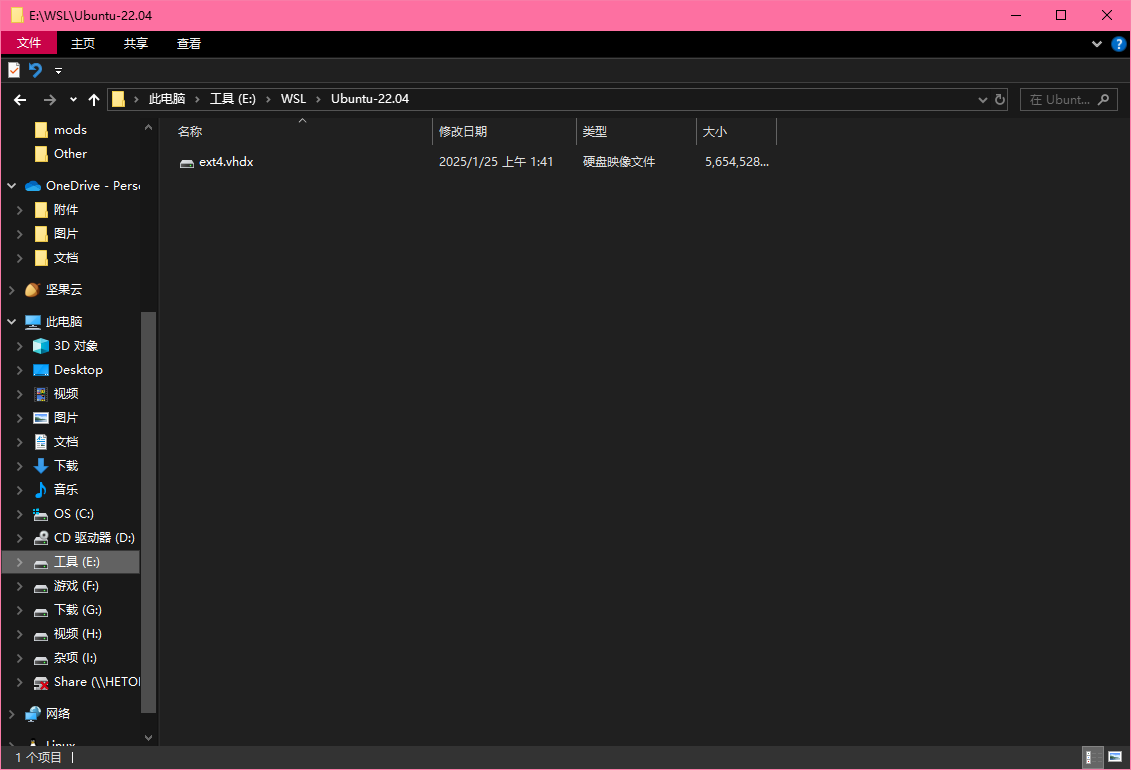 E:\WSL\Ubuntu-22.04
文件 主页 共享 查看
此电脑 工具 (E:) WSL Ubuntu-22.04 在 Ubunt...
名称 修改日期 类型 大小
ext4.vhdx 2025/1/25 上午 1:41 硬盘映像文件 5,654,528...
mods
Other
OneDrive - Pers
附件
图片
文档
坚果云
此电脑
3D 对象
Desktop
视频
图片
文档
下载
音乐
OS (C:)
CD 驱动器 (D:)
工具 (E:)
游戏 (F:)
下载 (G:)
视频 (H:)
杂项 (I:)
Share (\\HETO
网络
Linux
1 个项目